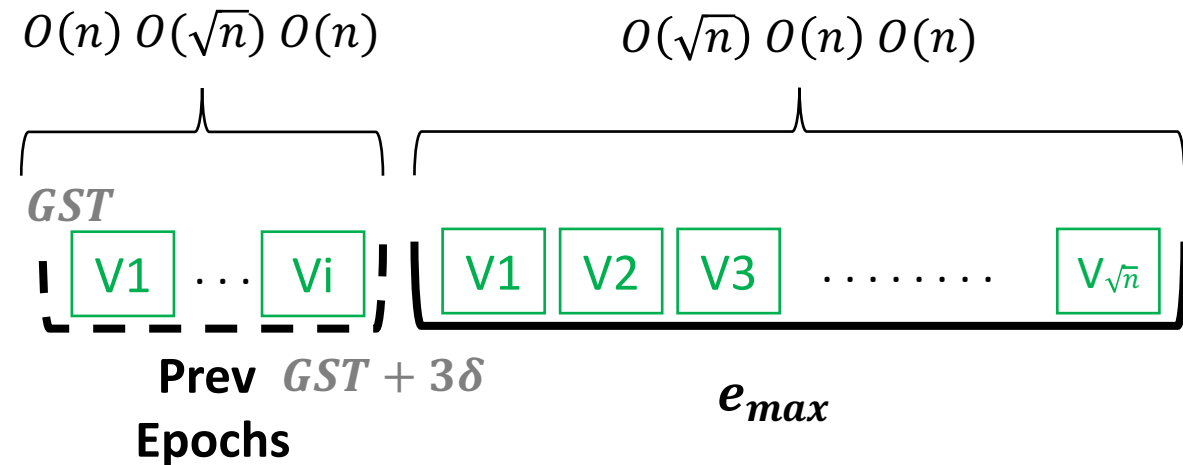 O(n) O(√n) O(n) O(√n) O(n) O(n)
GST
V1 ... Vi V1 V2 V3 ........ V√n
Prev GST + 3δ
e_max
Epochs